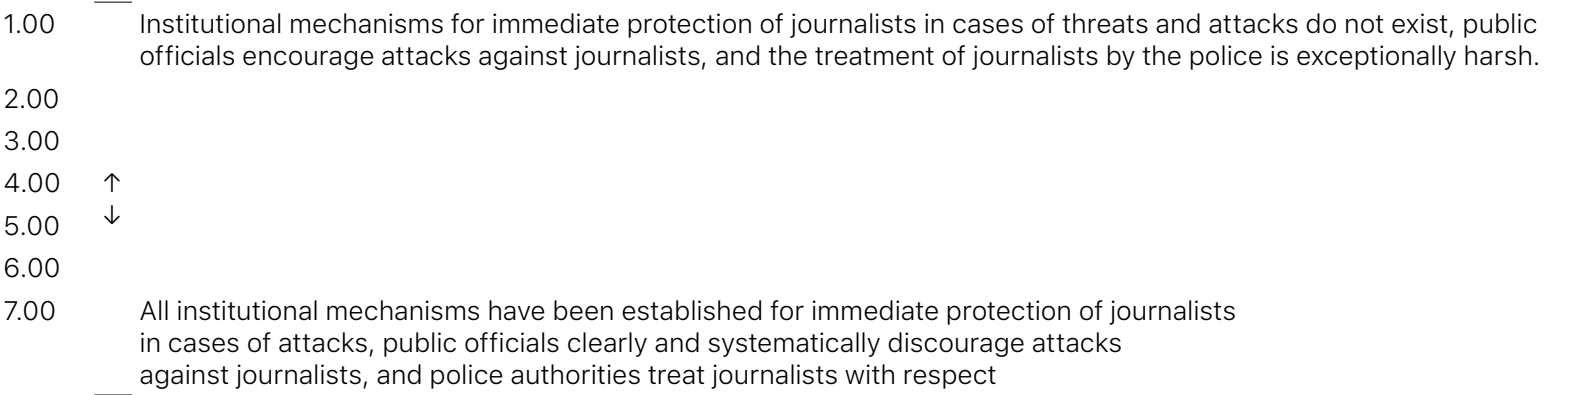 1.00 Institutional mechanisms for immediate protection of journalists in cases of threats and attacks do not exist, public
officials encourage attacks against journalists, and the treatment of journalists by the police is exceptionally harsh.
2.00
3.00
4.00 ↑
↓
5.00
6.00
7.00 All institutional mechanisms have been established for immediate protection of journalists
in cases of attacks, public officials clearly and systematically discourage attacks
against journalists, and police authorities treat journalists with respect